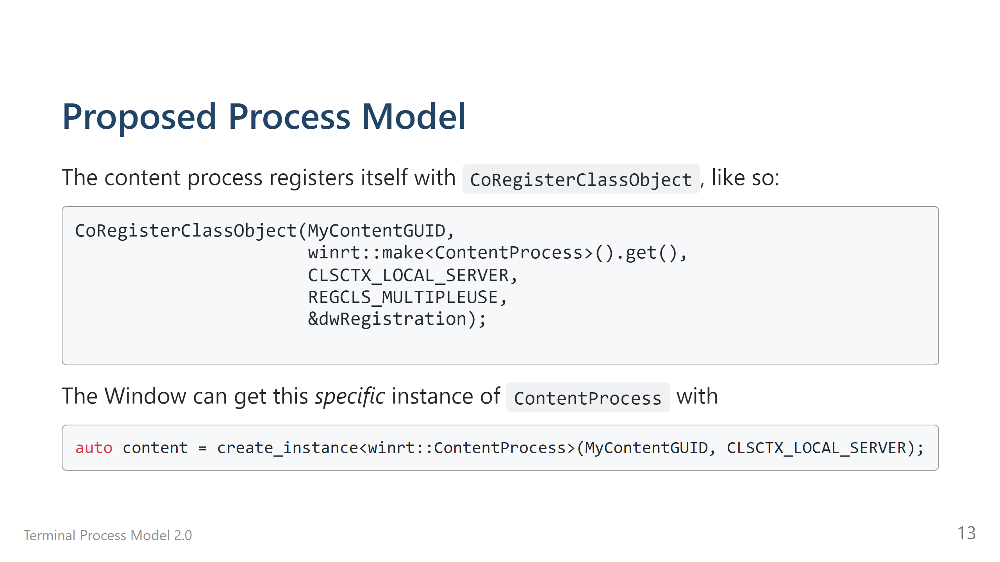 Proposed Process Model
The content process registers itself with CoRegisterClassObject, like so:
CoRegisterClassObject(MyContentGUID,
winrt::make<ContentProcess>().get(),
CLSCTX_LOCAL_SERVER,
REGCLS_MULTIPLEUSE,
&dwRegistration);
The Window can get this specific instance of ContentProcess with
auto content = create_instance<winrt::ContentProcess>(MyContentGUID, CLSCTX_LOCAL_SERVER);
Terminal Process Model 2.0
13